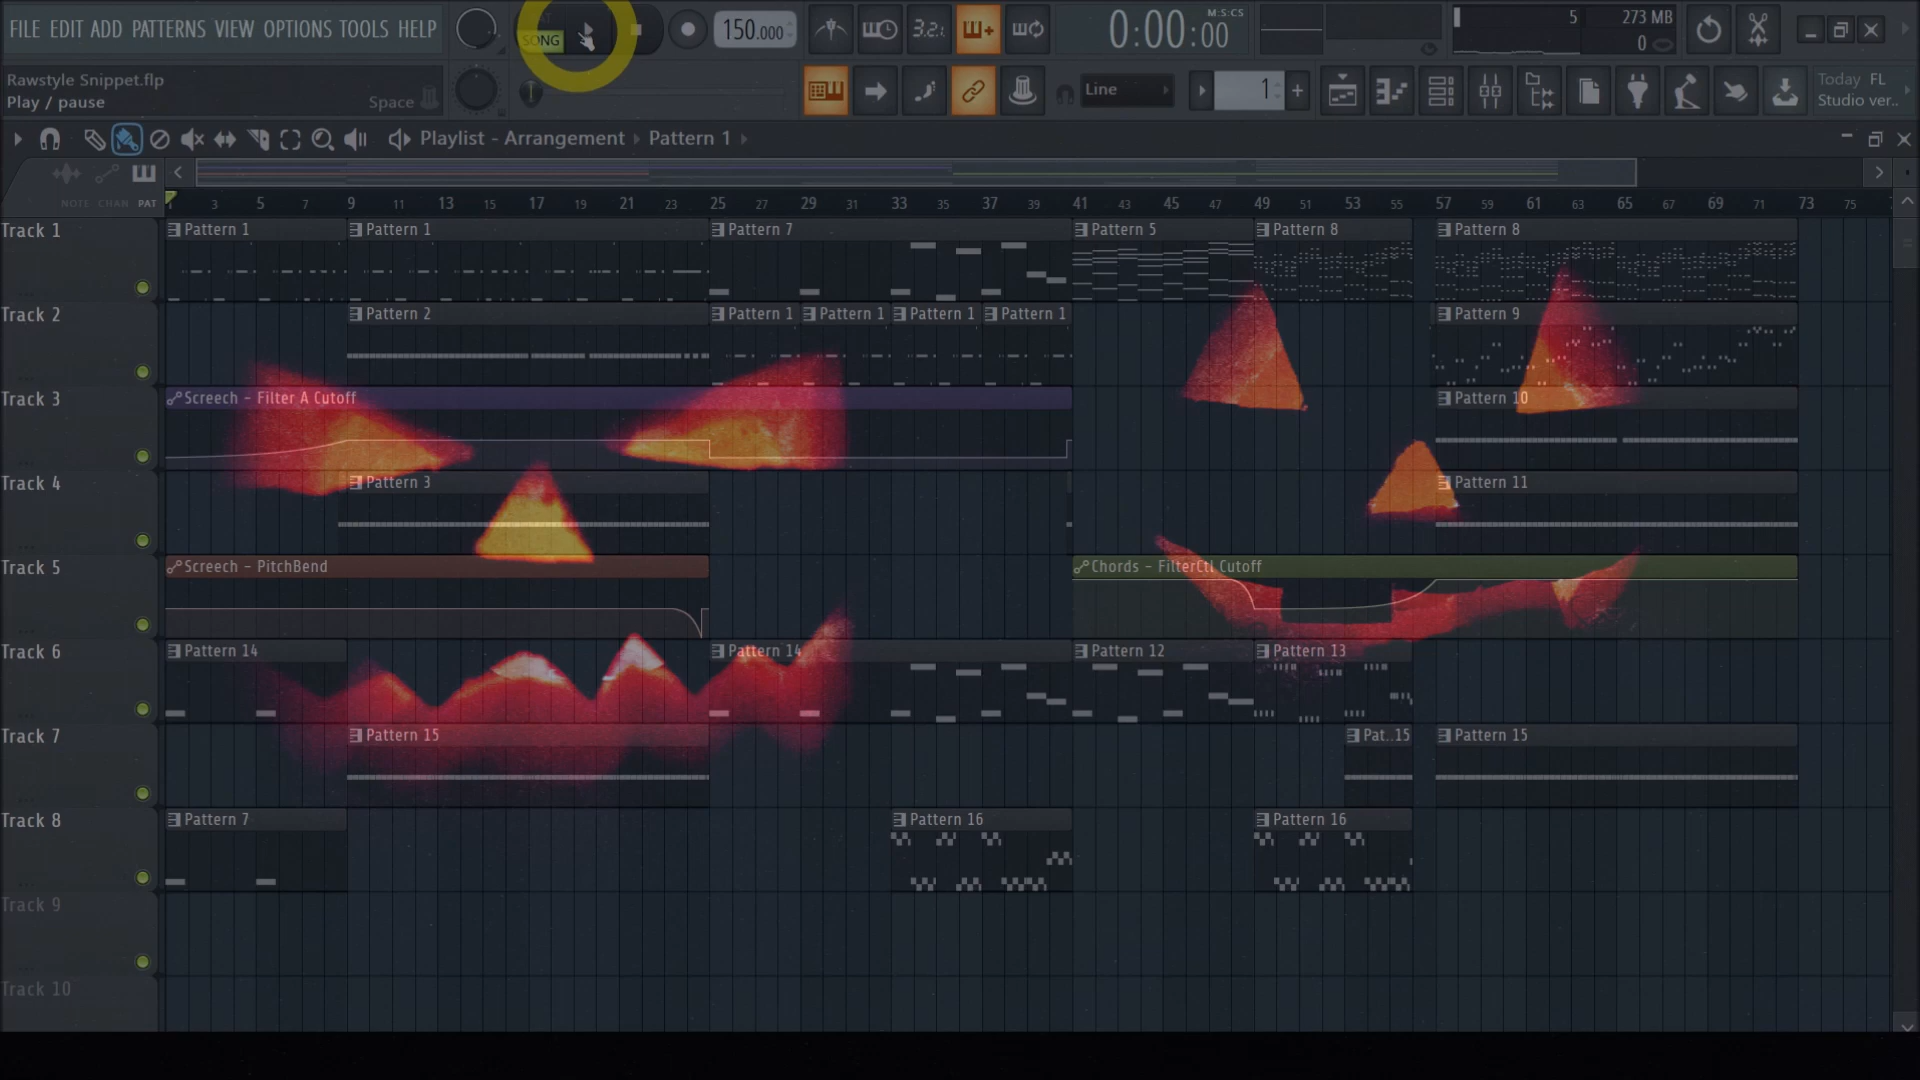 FILE EDIT ADD PATTERNS VIEW OPTIONS TOOLS HELP
SONG
150.000
3.2.
0:00:00
M:S:CS
5
273 MB
0
Rawstyle Snippet.flp
Play / pause
Space
Line
1
Today FL
Studio ver..
Playlist - Arrangement Pattern 1
NOTE CHAN PAT
1 3 5 7 9 11 13 15 17 19 21 23 25 27 29 31 33 35 37 39 41 43 45 47 49 51 53 55 57 59 61 63 65 67 69 71 73 75
Track 1
Pattern 1 Pattern 1 Pattern 7 Pattern 5 Pattern 8 Pattern 8
Track 2
Pattern 2 Pattern 1 Pattern 1 Pattern 1 Pattern 1 Pattern 9
Track 3
Screech - Filter A Cutoff Pattern 10
Track 4
Pattern 3 Pattern 11
Track 5
Screech - PitchBend Chords - FilterCtl Cutoff
Track 6
Pattern 14 Pattern 14 Pattern 12 Pattern 13
Track 7
Pattern 15 Pat..15 Pattern 15
Track 8
Pattern 7 Pattern 16 Pattern 16
Track 9
Track 10